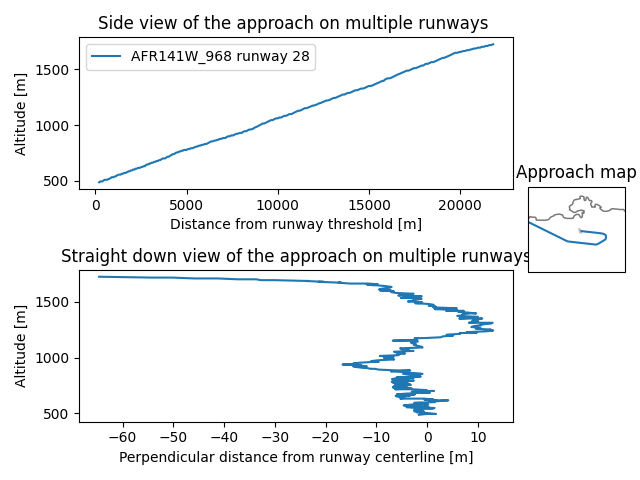 Side view of the approach on multiple runways
AFR141W_968 runway 28
Altitude [m]
1500
1000
500
0
5000
10000
15000
20000
Distance from runway threshold [m]
Approach map
Straight down view of the approach on multiple runways
Altitude [m]
1500
1000
500
−60
−50
−40
−30
−20
−10
0
10
Perpendicular distance from runway centerline [m]